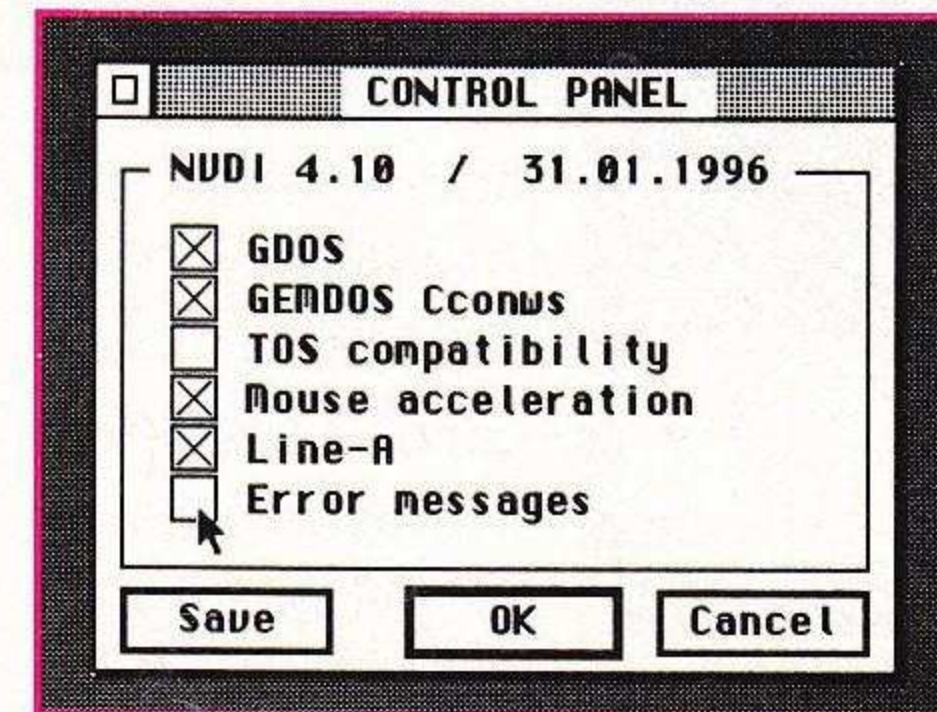 CONTROL PANEL
NVDI 4.10 / 31.01.1996
GDOS
GEMDOS Cconws
TOS compatibility
Mouse acceleration
Line-A
Error messages
Save OK Cancel